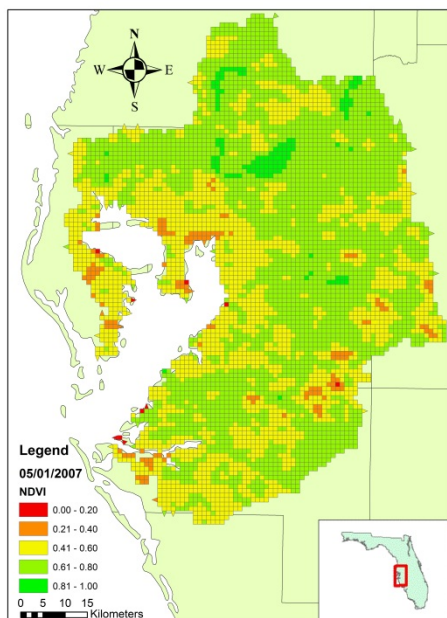 N
W E
S
Legend
05/01/2007
NDVI
0.00 - 0.20
0.21 - 0.40
0.41 - 0.60
0.61 - 0.80
0.81 - 1.00
0 5 10 15
Kilometers